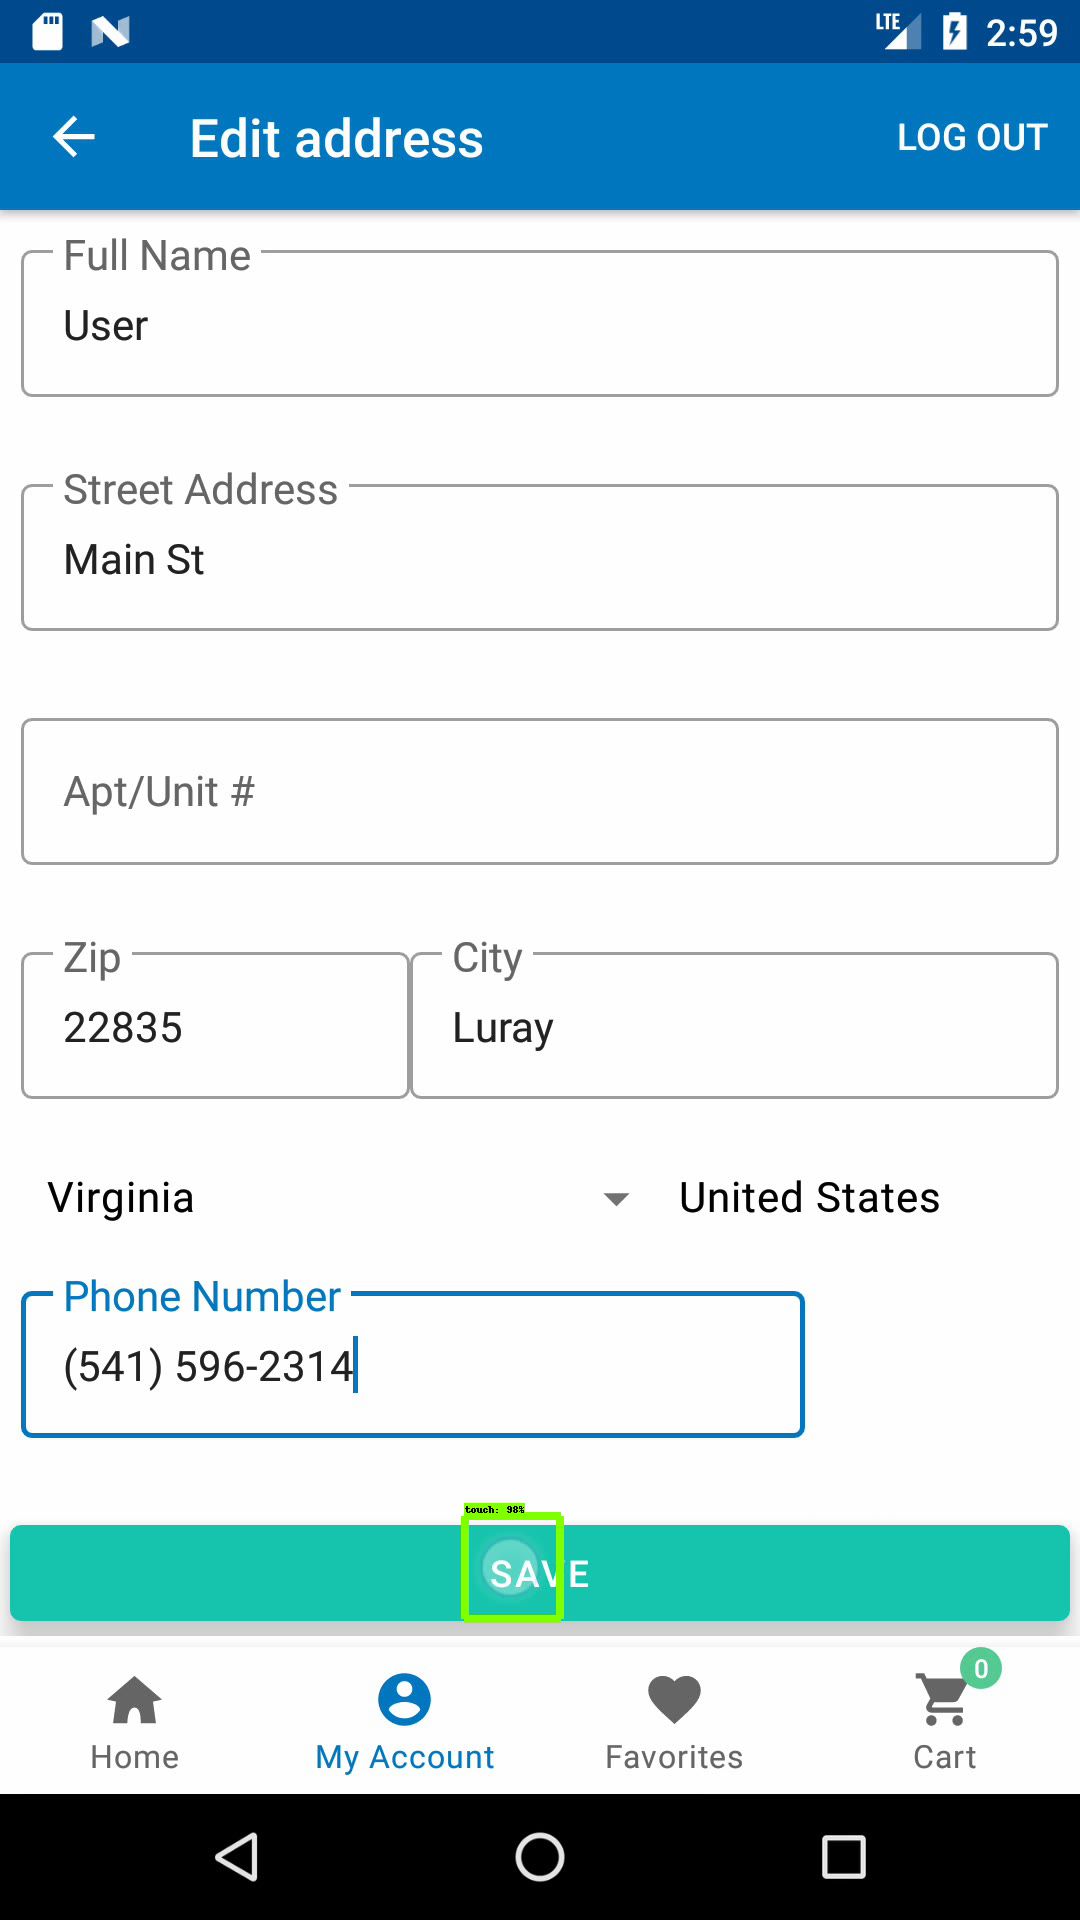 LTE 2:59
Edit address LOG OUT
Full Name
User
Street Address
Main St
Apt/Unit #
Zip City
22835 Luray
Virginia United States
Phone Number
(541) 596-2314
touch: 98%
SAVE
0
Home My Account Favorites Cart